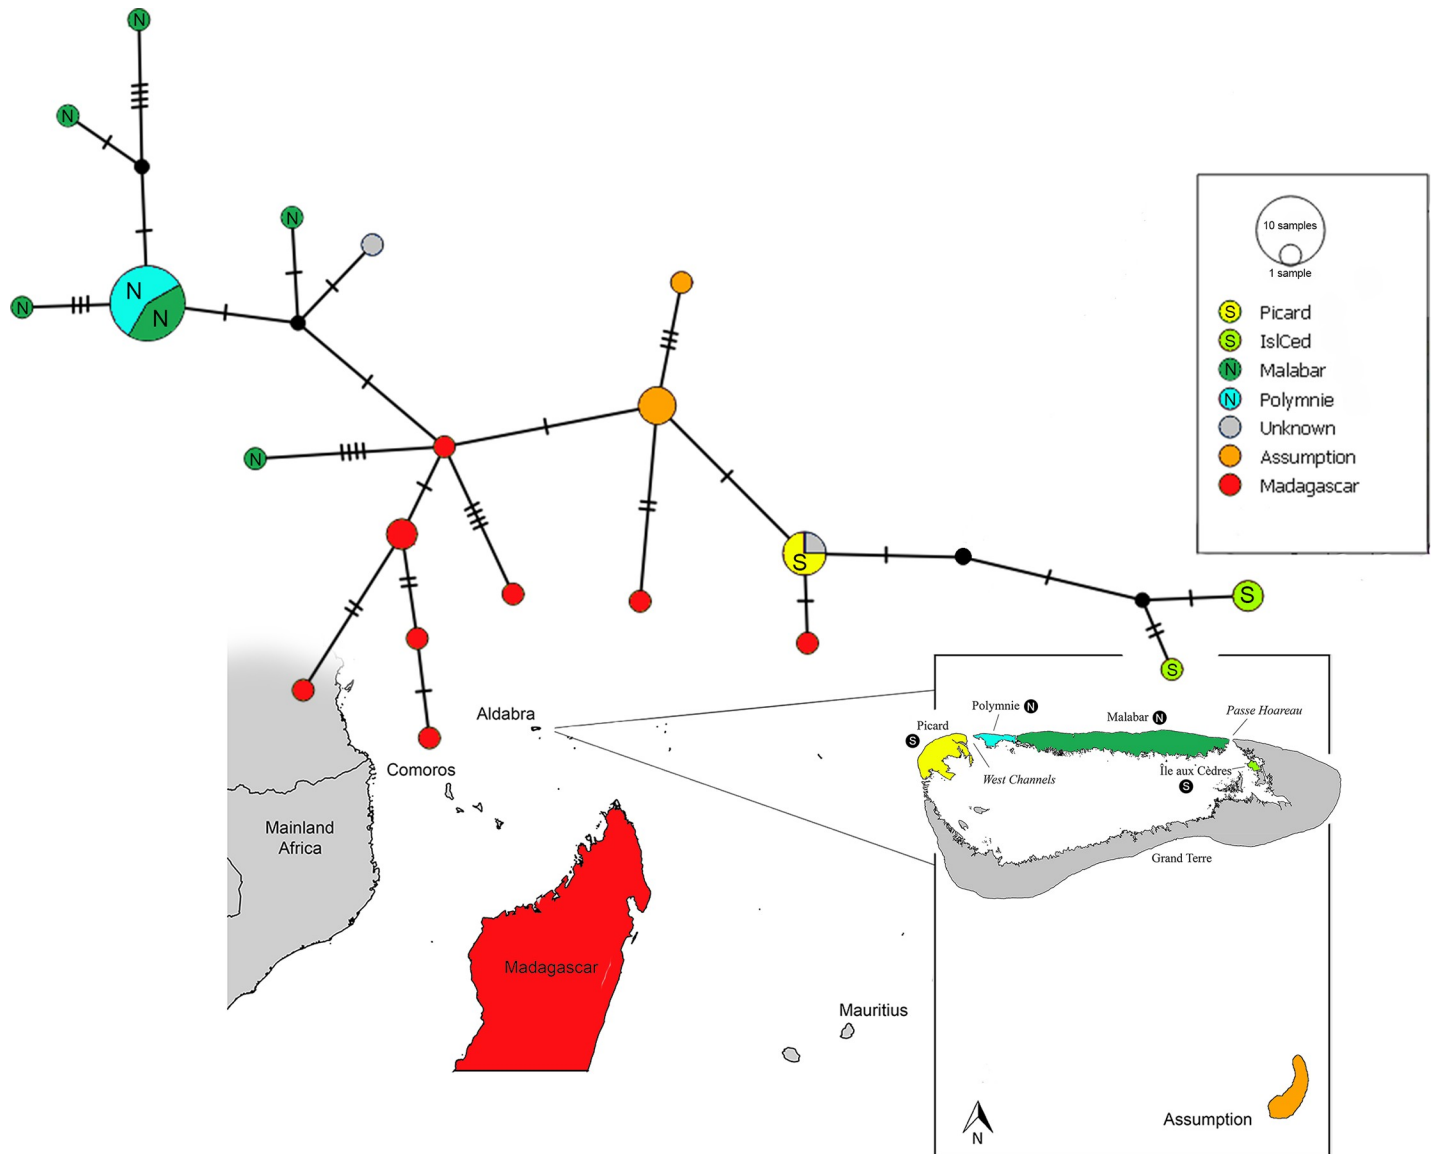 N
N
N
N
N
N
N
S
S
S
10 samples
1 sample
S Picard
S IslCed
N Malabar
N Polymnie
Unknown
Assumption
Madagascar
Aldabra
Comoros
Mainland
Africa
Madagascar
Mauritius
Polymnie N
Malabar N
Passe Hoareau
Picard
S
West Channels
Île aux Cèdres
S
Grand Terre
Assumption
N